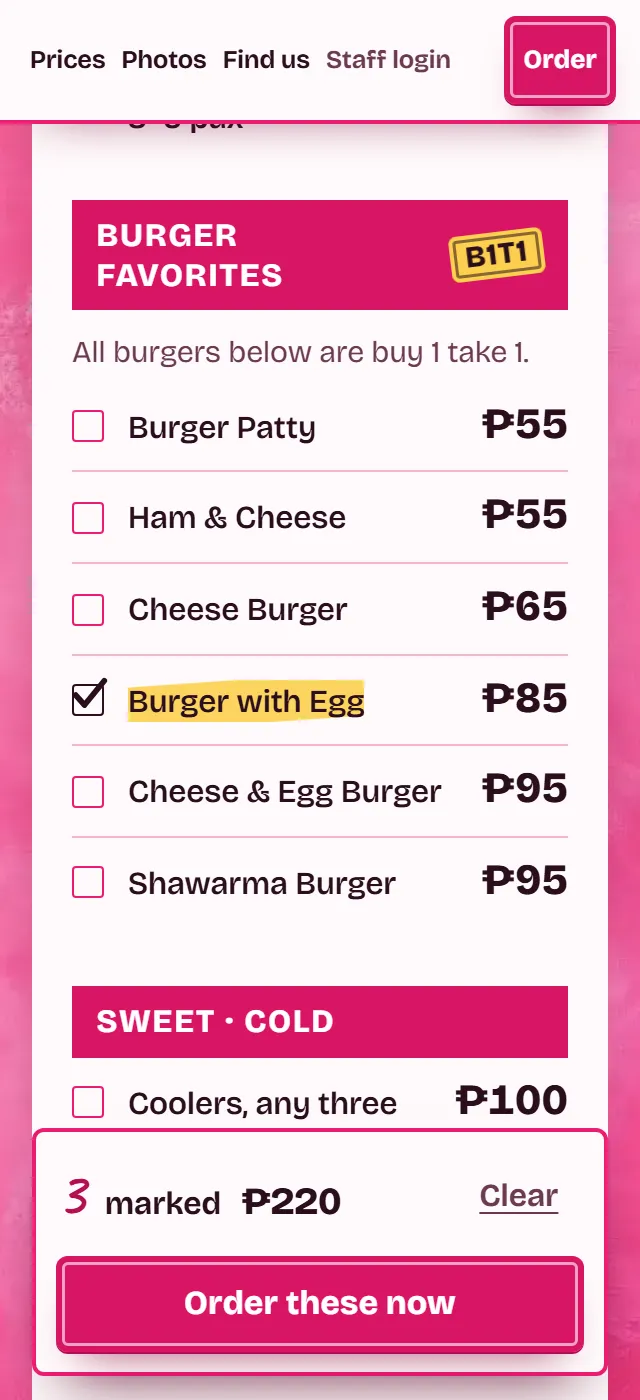 Prices Photos Find us Staff login Order
BURGER
FAVORITES
B1T1
All burgers below are buy 1 take 1.
Burger Patty ₱55
Ham & Cheese ₱55
Cheese Burger ₱65
Burger with Egg ₱85
Cheese & Egg Burger ₱95
Shawarma Burger ₱95
SWEET · COLD
Coolers, any three ₱100
3 marked ₱220 Clear
Order these now